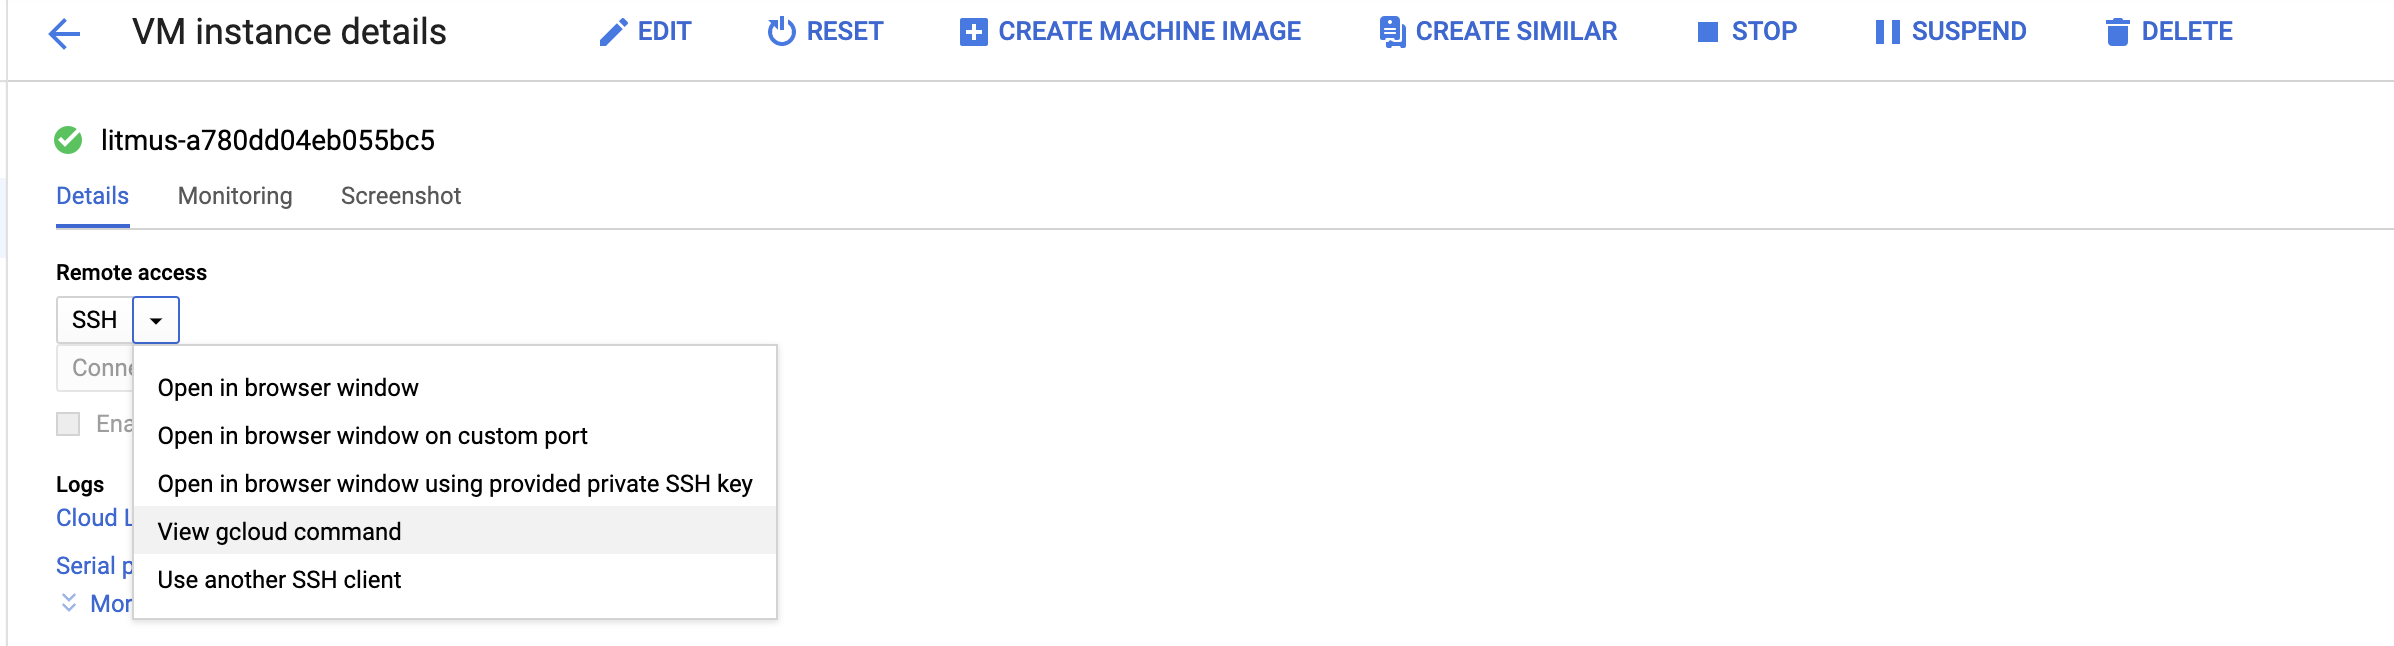 VM instance details EDIT RESET CREATE MACHINE IMAGE CREATE SIMILAR STOP SUSPEND DELETE
litmus-a780dd04eb055bc5
Details Monitoring Screenshot
Remote access
SSH
Conne
Open in browser window
Ena
Open in browser window on custom port
Logs
Open in browser window using provided private SSH key
Cloud L
View gcloud command
Serial p
Use another SSH client
Mor